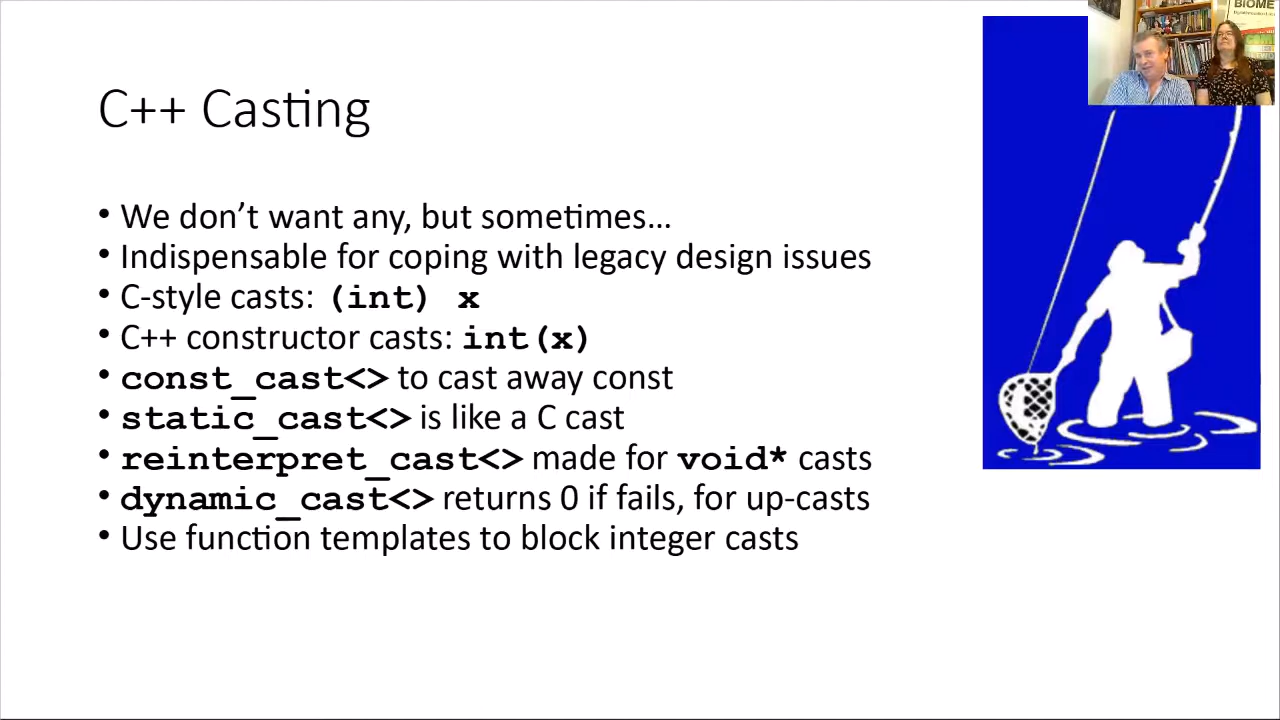 C++ Casting
• We don’t want any, but sometimes…
• Indispensable for coping with legacy design issues
• C-style casts: (int) x
• C++ constructor casts: int(x)
• const_cast<> to cast away const
• static_cast<> is like a C cast
• reinterpret_cast<> made for void* casts
• dynamic_cast<> returns 0 if fails, for up-casts
• Use function templates to block integer casts
BIOME